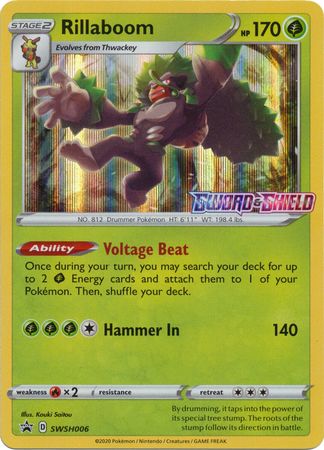 STAGE 2 Rillaboom HP 170
Evolves from Thwackey
SWORD & SHIELD
NO. 812 Drummer Pokémon HT: 6'11" WT: 198.4 lbs.
Ability Voltage Beat
Once during your turn, you may search your deck for up
to 2 Energy cards and attach them to 1 of your
Pokémon. Then, shuffle your deck.
Hammer In 140
weakness ×2 resistance retreat
Illus. Kouki Saitou
D SWSH006
By drumming, it taps into the power of
its special tree stump. The roots of the
stump follow its direction in battle.
©2020 Pokémon / Nintendo / Creatures / GAME FREAK